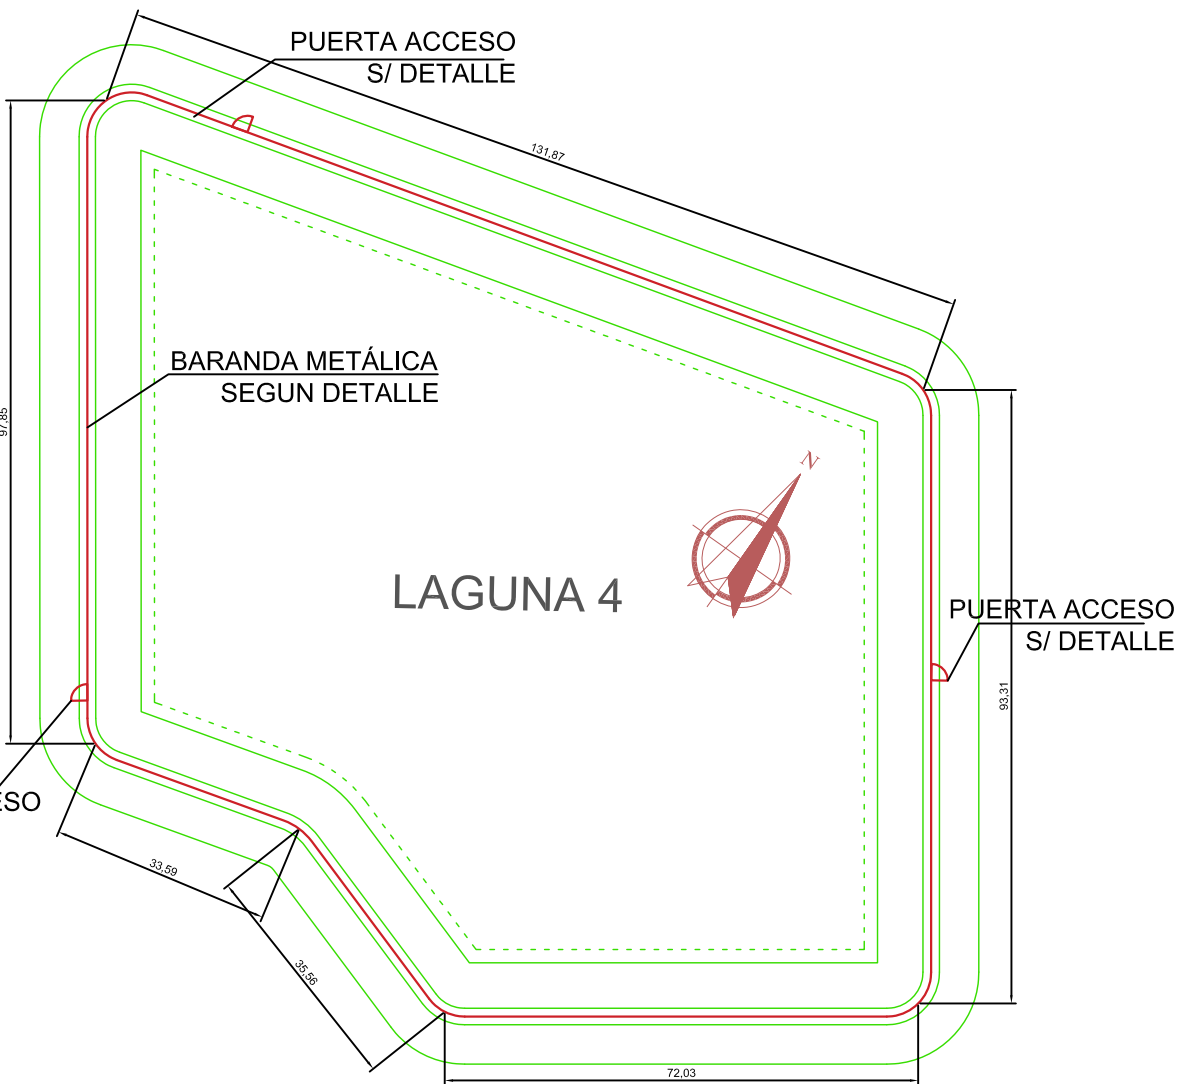 PUERTA ACCESO
S/ DETALLE
131,87
BARANDA METÁLICA
SEGUN DETALLE
97,85
N
LAGUNA 4
PUERTA ACCESO
S/ DETALLE
93,31
ESO
33,59
35,56
72,03